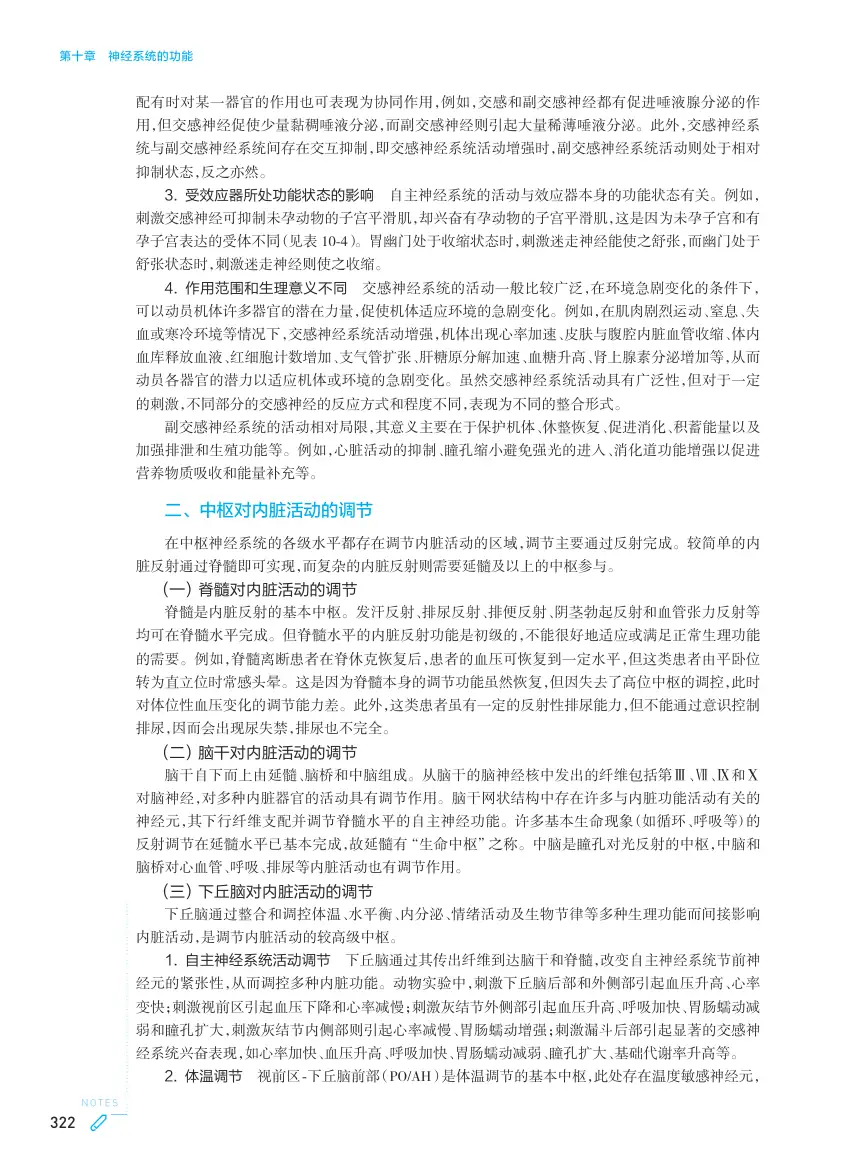 第十章　神经系统的功能
配有时对某一器官的作用也可表现为协同作用,例如,交感和副交感神经都有促进唾液腺分泌的作
用,但交感神经促使少量黏稠唾液分泌,而副交感神经则引起大量稀薄唾液分泌。此外,交感神经系
统与副交感神经系统间存在交互抑制,即交感神经系统活动增强时,副交感神经系统活动则处于相对
抑制状态,反之亦然。
3. 受效应器所处功能状态的影响　自主神经系统的活动与效应器本身的功能状态有关。例如,
刺激交感神经可抑制未孕动物的子宫平滑肌,却兴奋有孕动物的子宫平滑肌,这是因为未孕子宫和有
孕子宫表达的受体不同(见表 10-4)。胃幽门处于收缩状态时,刺激迷走神经能使之舒张,而幽门处于
舒张状态时,刺激迷走神经则使之收缩。
4. 作用范围和生理意义不同　交感神经系统的活动一般比较广泛,在环境急剧变化的条件下,
可以动员机体许多器官的潜在力量,促使机体适应环境的急剧变化。例如,在肌肉剧烈运动、窒息、失
血或寒冷环境等情况下,交感神经系统活动增强,机体出现心率加速、皮肤与腹腔内脏血管收缩、体内
血库释放血液、红细胞计数增加、支气管扩张、肝糖原分解加速、血糖升高、肾上腺素分泌增加等,从而
动员各器官的潜力以适应机体或环境的急剧变化。虽然交感神经系统活动具有广泛性,但对于一定
的刺激,不同部分的交感神经的反应方式和程度不同,表现为不同的整合形式。
副交感神经系统的活动相对局限,其意义主要在于保护机体、休整恢复、促进消化、积蓄能量以及
加强排泄和生殖功能等。例如,心脏活动的抑制、瞳孔缩小避免强光的进入、消化道功能增强以促进
营养物质吸收和能量补充等。
二、中枢对内脏活动的调节
在中枢神经系统的各级水平都存在调节内脏活动的区域,调节主要通过反射完成。较简单的内
脏反射通过脊髓即可实现,而复杂的内脏反射则需要延髓及以上的中枢参与。
(一) 脊髓对内脏活动的调节
脊髓是内脏反射的基本中枢。发汗反射、排尿反射、排便反射、阴茎勃起反射和血管张力反射等
均可在脊髓水平完成。但脊髓水平的内脏反射功能是初级的,不能很好地适应或满足正常生理功能
的需要。例如,脊髓离断患者在脊休克恢复后,患者的血压可恢复到一定水平,但这类患者由平卧位
转为直立位时常感头晕。这是因为脊髓本身的调节功能虽然恢复,但因失去了高位中枢的调控,此时
对体位性血压变化的调节能力差。此外,这类患者虽有一定的反射性排尿能力,但不能通过意识控制
排尿,因而会出现尿失禁,排尿也不完全。
(二) 脑干对内脏活动的调节
脑干自下而上由延髓、脑桥和中脑组成。从脑干的脑神经核中发出的纤维包括第Ⅲ、Ⅶ、Ⅸ和Ⅹ
对脑神经,对多种内脏器官的活动具有调节作用。脑干网状结构中存在许多与内脏功能活动有关的
神经元,其下行纤维支配并调节脊髓水平的自主神经功能。许多基本生命现象(如循环、呼吸等)的
反射调节在延髓水平已基本完成,故延髓有“生命中枢”之称。中脑是瞳孔对光反射的中枢,中脑和
脑桥对心血管、呼吸、排尿等内脏活动也有调节作用。
(三) 下丘脑对内脏活动的调节
下丘脑通过整合和调控体温、水平衡、内分泌、情绪活动及生物节律等多种生理功能而间接影响
内脏活动,是调节内脏活动的较高级中枢。
1. 自主神经系统活动调节　下丘脑通过其传出纤维到达脑干和脊髓,改变自主神经系统节前神
经元的紧张性,从而调控多种内脏功能。动物实验中,刺激下丘脑后部和外侧部引起血压升高、心率
变快;刺激视前区引起血压下降和心率减慢;刺激灰结节外侧部引起血压升高、呼吸加快、胃肠蠕动减
弱和瞳孔扩大,刺激灰结节内侧部则引起心率减慢、胃肠蠕动增强;刺激漏斗后部引起显著的交感神
经系统兴奋表现,如心率加快、血压升高、呼吸加快、胃肠蠕动减弱、瞳孔扩大、基础代谢率升高等。
2. 体温调节　视前区-下丘脑前部(PO/AH)是体温调节的基本中枢,此处存在温度敏感神经元,
NOTES
322